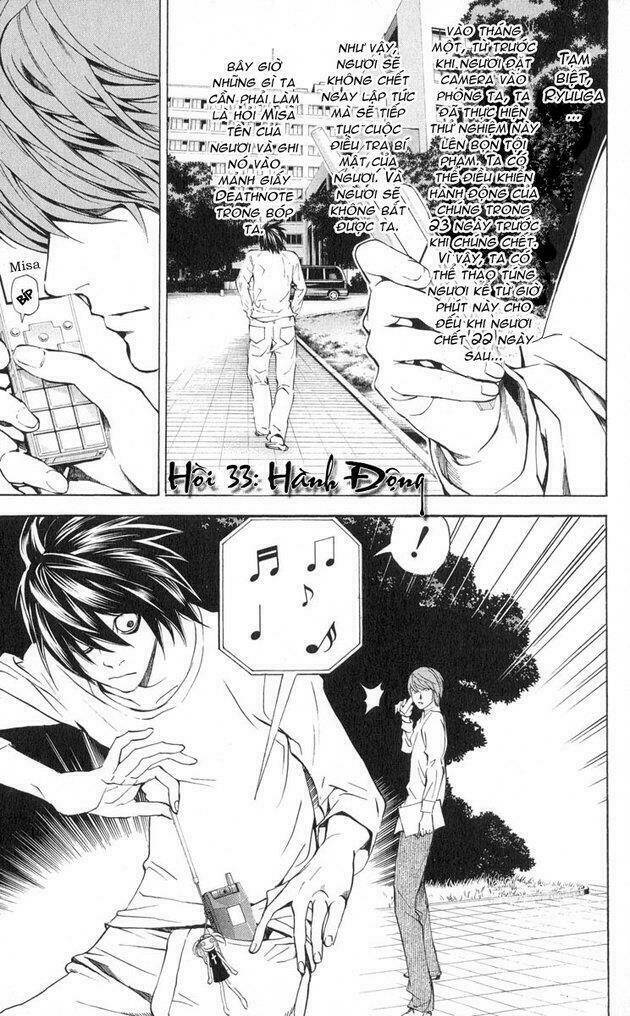 TẠM
BIỆT,
RYUUGA
...
VÀO THÁNG
MỘT, TỪ TRƯỚC
KHI NGƯƠI ĐẶT
CAMERA VÀO
PHÒNG TA, TA
ĐÃ THỰC HIỆN
THỬ NGHIỆM NÀY
LÊN BỌN TỘI
PHẠM. TA CÓ
THỂ ĐIỀU KHIỂN
HÀNH ĐỘNG CỦA
CHÚNG TRONG
23 NGÀY TRƯỚC
KHI CHÚNG CHẾT.
VÌ VẬY, TA CÓ
THỂ THAO TÚNG
NGƯƠI KỂ TỪ GIỜ
PHÚT NÀY CHO
ĐẾU KHI NGƯƠI
CHẾT 22 NGÀY
SAU...
NHƯ VẬY,
NGƯƠI SẼ
KHÔNG CHẾT
NGAY LẬP TỨC
MÀ SẼ TIẾP
TỤC CUỘC
ĐIỀU TRA BÍ
MẬT CỦA
NGƯƠI. VÀ
NGƯƠI SẼ
KHÔNG BẮT
ĐƯỢC TA.
BÂY GIỜ
NHỮNG GÌ TA
CẦN PHẢI LÀM
LÀ HỎI MISA
TÊN CỦA
NGƯƠI VÀ GHI
NÓ VÀO
MẢNH GIẤY
DEATHNOTE
TRONG BÓP
TA.
Misa
BÍP
Hồi 33: Hành Động
!